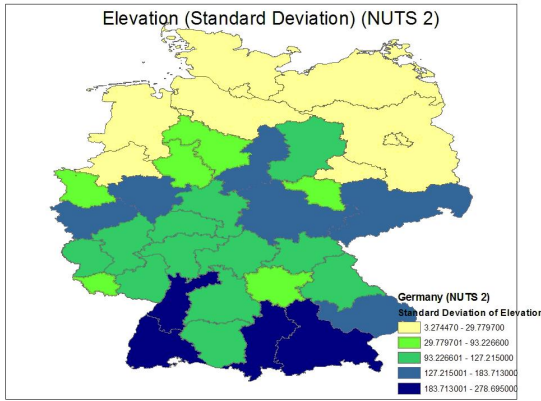 Elevation (Standard Deviation) (NUTS 2)
Germany (NUTS 2)
Standard Deviation of Elevation
3.274470 - 29.779700
29.779701 - 93.226600
93.226601 - 127.215000
127.215001 - 183.713000
183.713001 - 278.695000